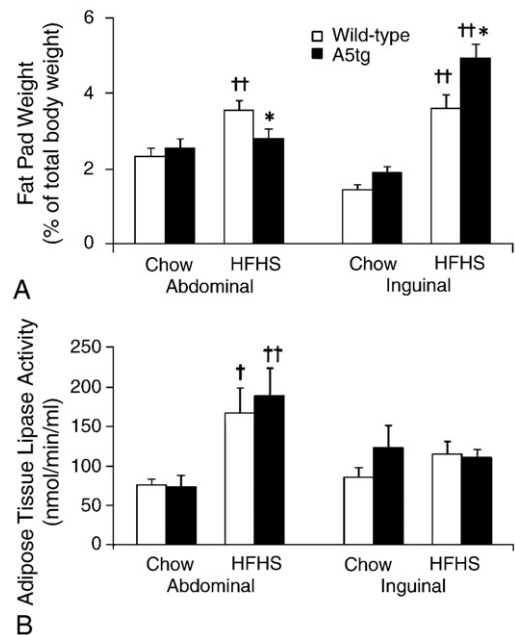 6
4
2
0
Fat Pad Weight
(% of total body weight)
Wild-type
A5tg
††
*
††
††*
Chow HFHS Chow HFHS
Abdominal Inguinal
A
250
200
150
100
50
0
Adipose Tissue Lipase Activity
(nmol/min/ml)
†
††
Chow HFHS Chow HFHS
Abdominal Inguinal
B